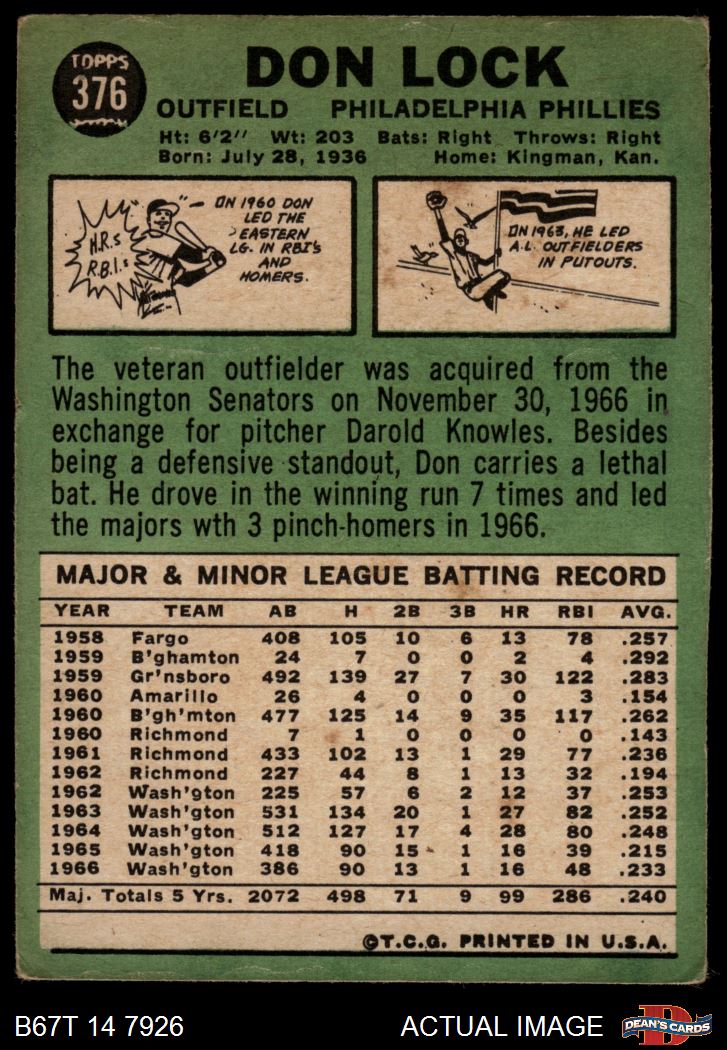 TOPPS
376
DON LOCK
OUTFIELD PHILADELPHIA PHILLIES
Ht: 6'2" Wt: 203 Bats: Right Throws: Right
Born: July 28, 1936 Home: Kingman, Kan.
H.R.s
R.B.I.s
ON 1960 DON
LED THE
EASTERN
LG. IN RBI's
AND
HOMERS.
ON 1963, HE LED
A.L. OUTFIELDERS
IN PUTOUTS.
The veteran outfielder was acquired from the
Washington Senators on November 30, 1966 in
exchange for pitcher Darold Knowles. Besides
being a defensive standout, Don carries a lethal
bat. He drove in the winning run 7 times and led
the majors wth 3 pinch-homers in 1966.
MAJOR & MINOR LEAGUE BATTING RECORD
YEAR TEAM AB H 2B 3B HR RBI AVG.
1958 Fargo 408 105 10 6 13 78 .257
1959 B'ghamton 24 7 0 0 2 4 .292
1959 Gr'nsboro 492 139 27 7 30 122 .283
1960 Amarillo 26 4 0 0 0 3 .154
1960 B'gh'mton 477 125 14 9 35 117 .262
1960 Richmond 7 1 0 0 0 0 .143
1961 Richmond 433 102 13 1 29 77 .236
1962 Richmond 227 44 8 1 13 32 .194
1962 Wash'gton 225 57 6 2 12 37 .253
1963 Wash'gton 531 134 20 1 27 82 .252
1964 Wash'gton 512 127 17 4 28 80 .248
1965 Wash'gton 418 90 15 1 16 39 .215
1966 Wash'gton 386 90 13 1 16 48 .233
Maj. Totals 5 Yrs. 2072 498 71 9 99 286 .240
©T.C.G. PRINTED IN U.S.A.
B67T 14 7926 ACTUAL IMAGE
D
DEAN'S CARDS